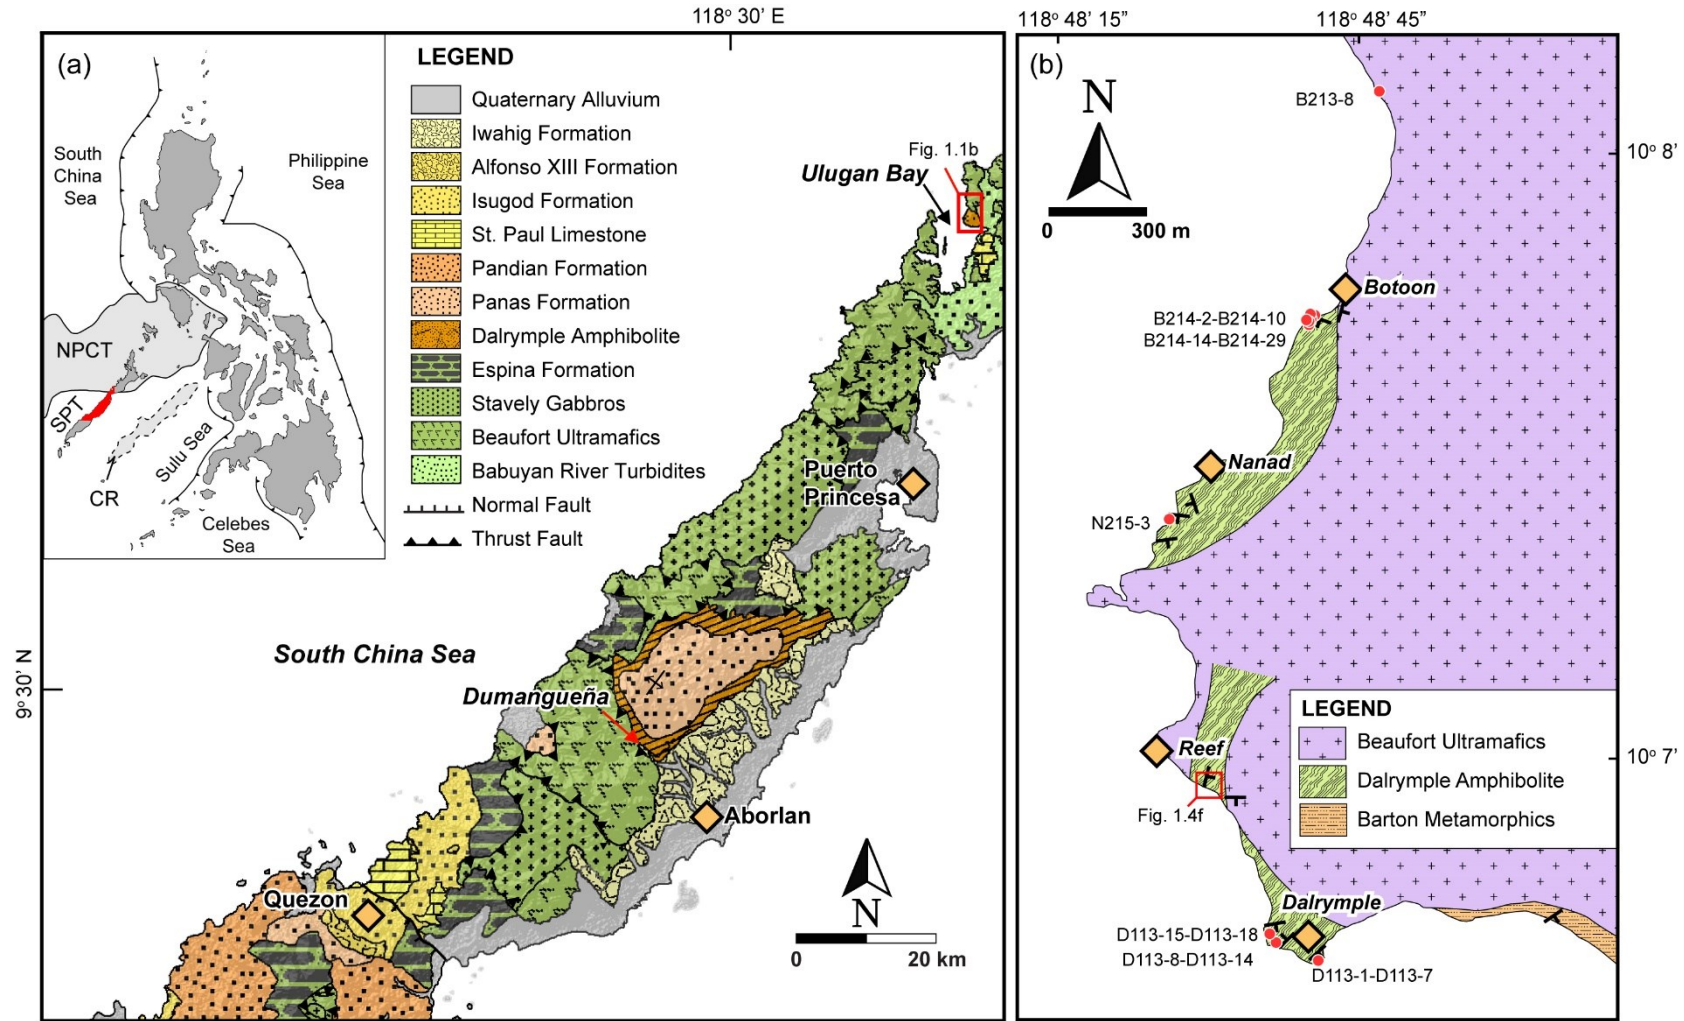 118° 30’ E
(a)
South
China
Sea
Philippine
Sea
NPCT
SPT
CR
Sulu Sea
Celebes
Sea
LEGEND
Quaternary Alluvium
Iwahig Formation
Alfonso XIII Formation
Isugod Formation
St. Paul Limestone
Pandian Formation
Panas Formation
Dalrymple Amphibolite
Espina Formation
Stavely Gabbros
Beaufort Ultramafics
Babuyan River Turbidites
Normal Fault
Thrust Fault
Fig. 1.1b
Ulugan Bay
Puerto
Princesa
South China Sea
Dumangueña
9° 30’ N
Aborlan
Quezon
N
0 20 km
118° 48’ 15” 118° 48’ 45”
(b)
N
0 300 m
B213-8
10° 8’
Botoon
B214-2-B214-10
B214-14-B214-29
Nanad
N215-3
Reef
Fig. 1.4f
10° 7’
LEGEND
Beaufort Ultramafics
Dalrymple Amphibolite
Barton Metamorphics
Dalrymple
D113-15-D113-18
D113-8-D113-14
D113-1-D113-7